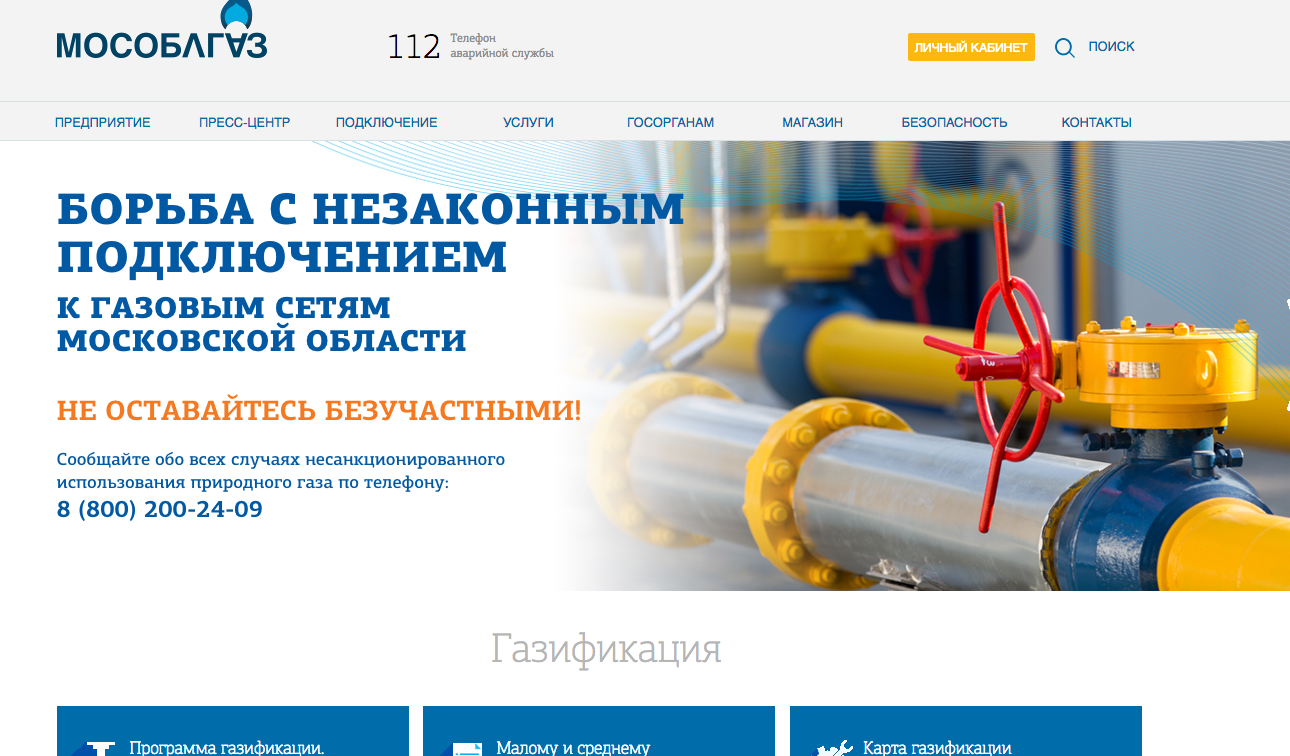 МОСОБЛГАЗ
112
Телефон
аварийной службы
ЛИЧНЫЙ КАБИНЕТ
ПОИСК
ПРЕДПРИЯТИЕ ПРЕСС-ЦЕНТР ПОДКЛЮЧЕНИЕ УСЛУГИ ГОСОРГАНАМ МАГАЗИН БЕЗОПАСНОСТЬ КОНТАКТЫ
БОРЬБА С НЕЗАКОННЫМ
ПОДКЛЮЧЕНИЕМ
К ГАЗОВЫМ СЕТЯМ
МОСКОВСКОЙ ОБЛАСТИ
НЕ ОСТАВАЙТЕСЬ БЕЗУЧАСТНЫМИ!
Сообщайте обо всех случаях несанкционированного
использования природного газа по телефону:
8 (800) 200-24-09
Газификация
Программа газификации.
Малому и среднему
Карта газификации